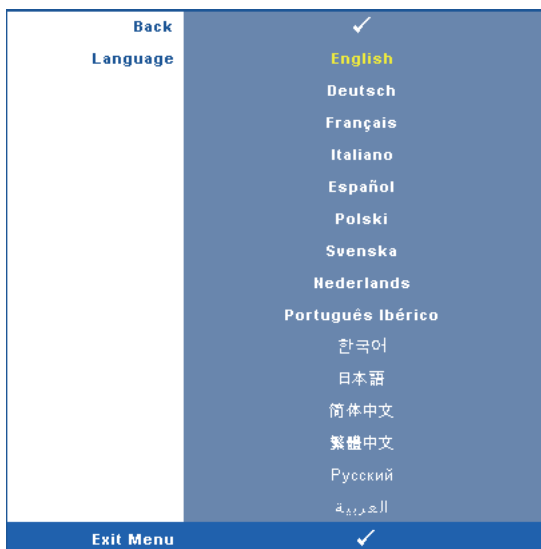 Back ✓
Language English
Deutsch
Français
Italiano
Español
Polski
Svenska
Nederlands
Português Ibérico
한국어
日本語
简体中文
繁體中文
Русский
العربية
Exit Menu ✓